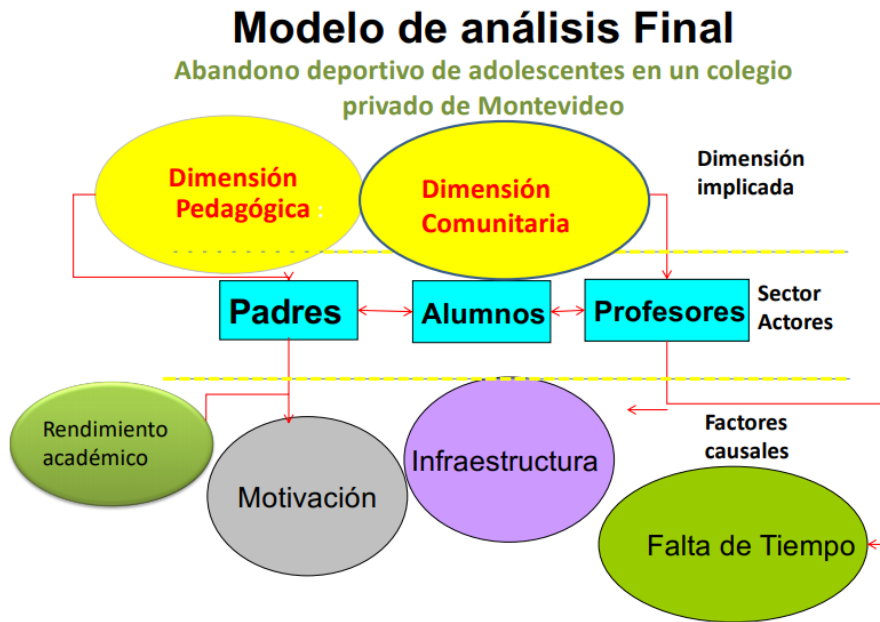 Modelo de análisis Final
Abandono deportivo de adolescentes en un colegio
privado de Montevideo
Dimensión
Pedagógica :
Dimensión
Comunitaria
Dimensión
implicada
Padres
Alumnos
Profesores
Sector
Actores
Rendimiento
académico
Motivación
Infraestructura
Factores
causales
Falta de Tiempo